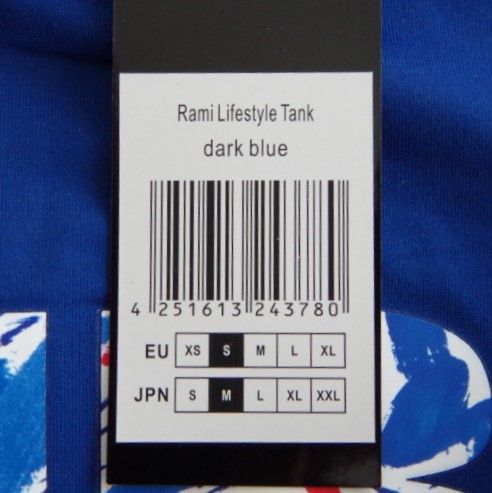 Rami Lifestyle Tank
dark blue
4 251613 243780
EU XS S M L XL
JPN S M L XL XXL